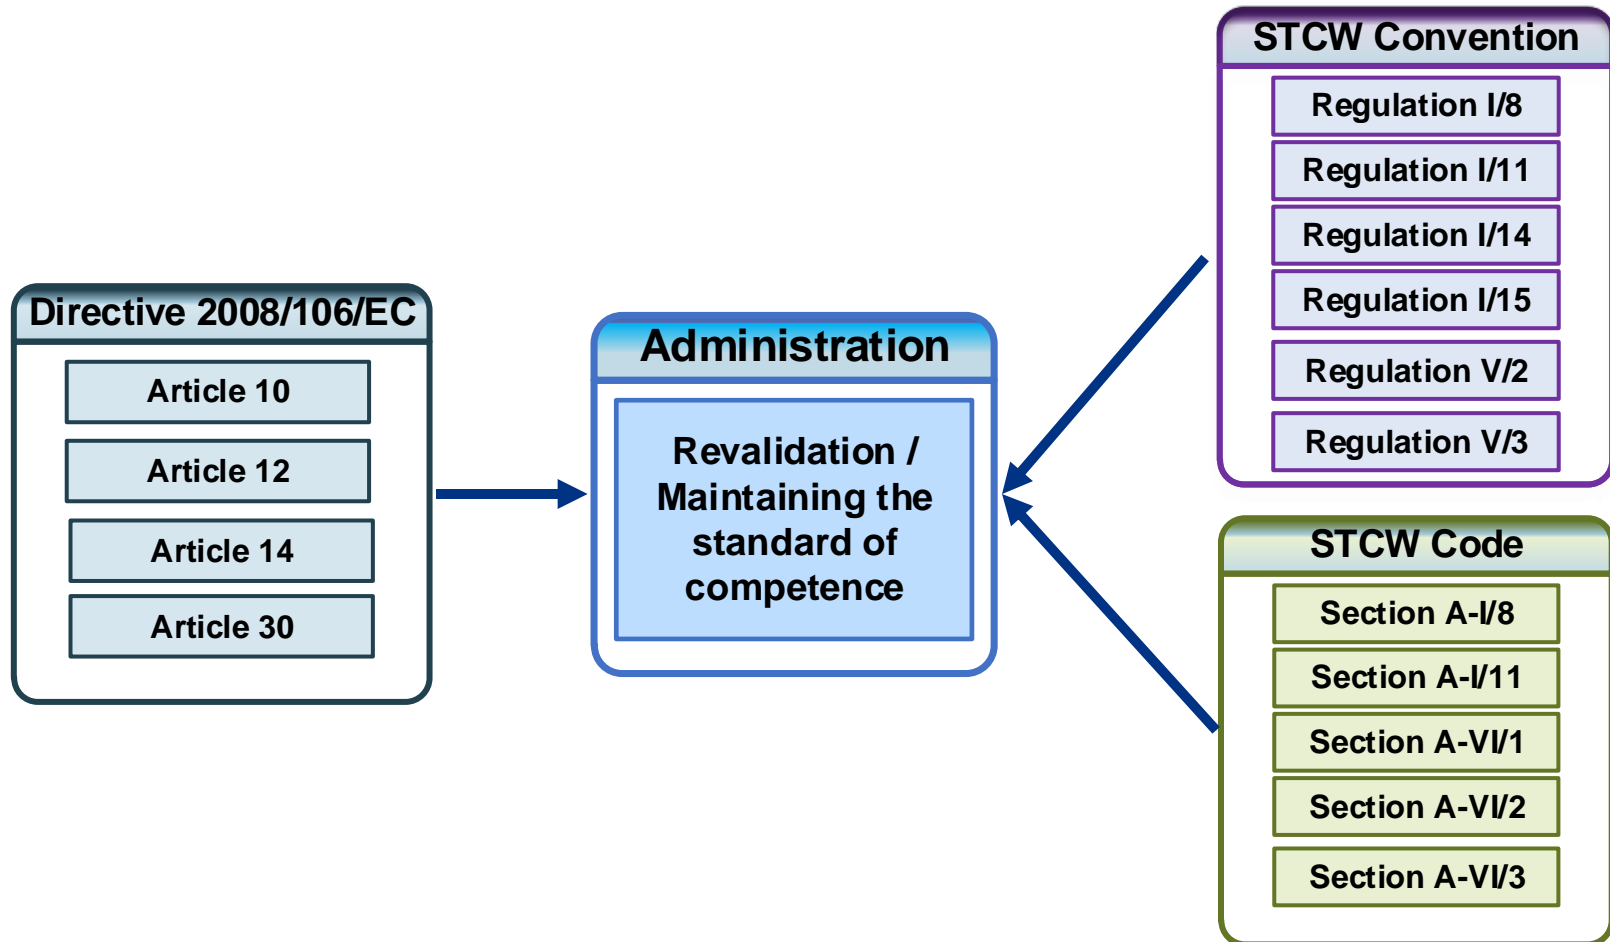 Directive 2008/106/EC
Article 10
Article 12
Article 14
Article 30
Administration
Revalidation /
Maintaining the
standard of
competence
STCW Convention
Regulation I/8
Regulation I/11
Regulation I/14
Regulation I/15
Regulation V/2
Regulation V/3
STCW Code
Section A-I/8
Section A-I/11
Section A-VI/1
Section A-VI/2
Section A-VI/3